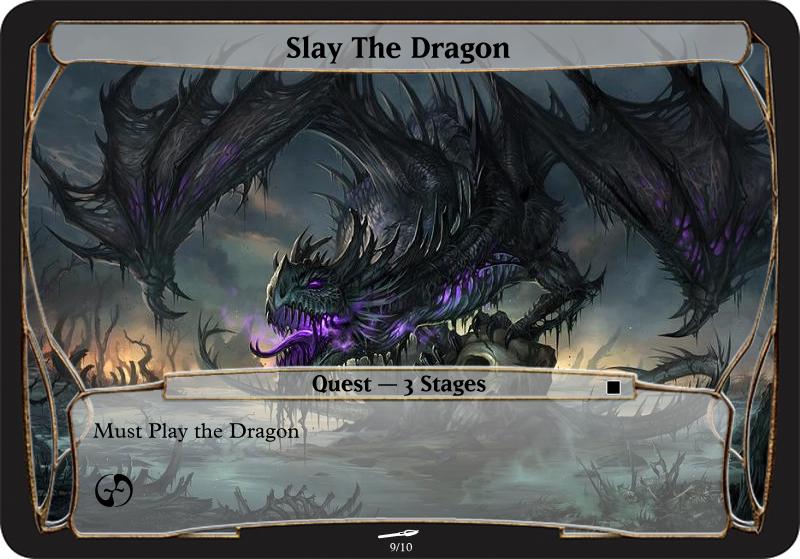 Slay The Dragon
Quest — 3 Stages
Must Play the Dragon
9/10